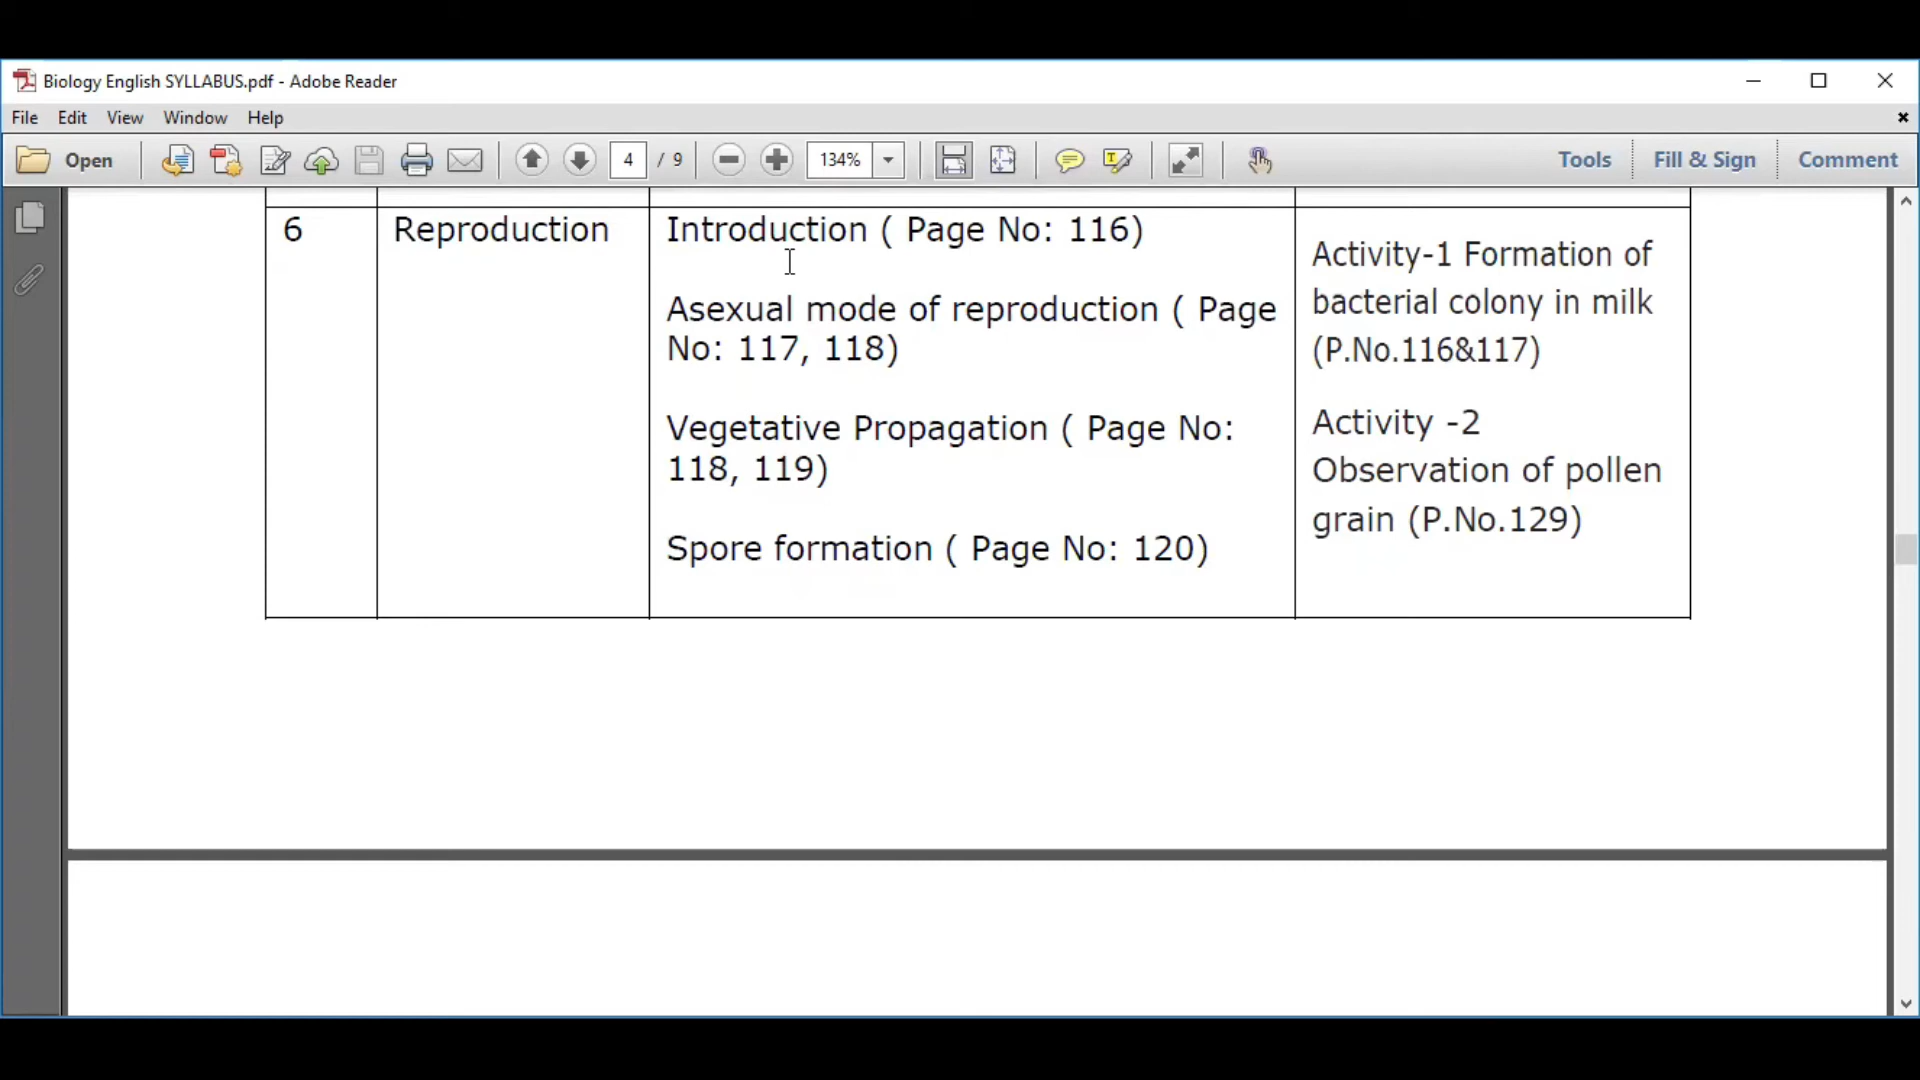 Biology English SYLLABUS.pdf - Adobe Reader
File Edit View Window Help
Open 4 / 9 134% Tools Fill & Sign Comment
6 Reproduction
Introduction ( Page No: 116)
Asexual mode of reproduction ( Page
No: 117, 118)
Vegetative Propagation ( Page No:
118, 119)
Spore formation ( Page No: 120)
Activity-1 Formation of
bacterial colony in milk
(P.No.116&117)
Activity -2
Observation of pollen
grain (P.No.129)